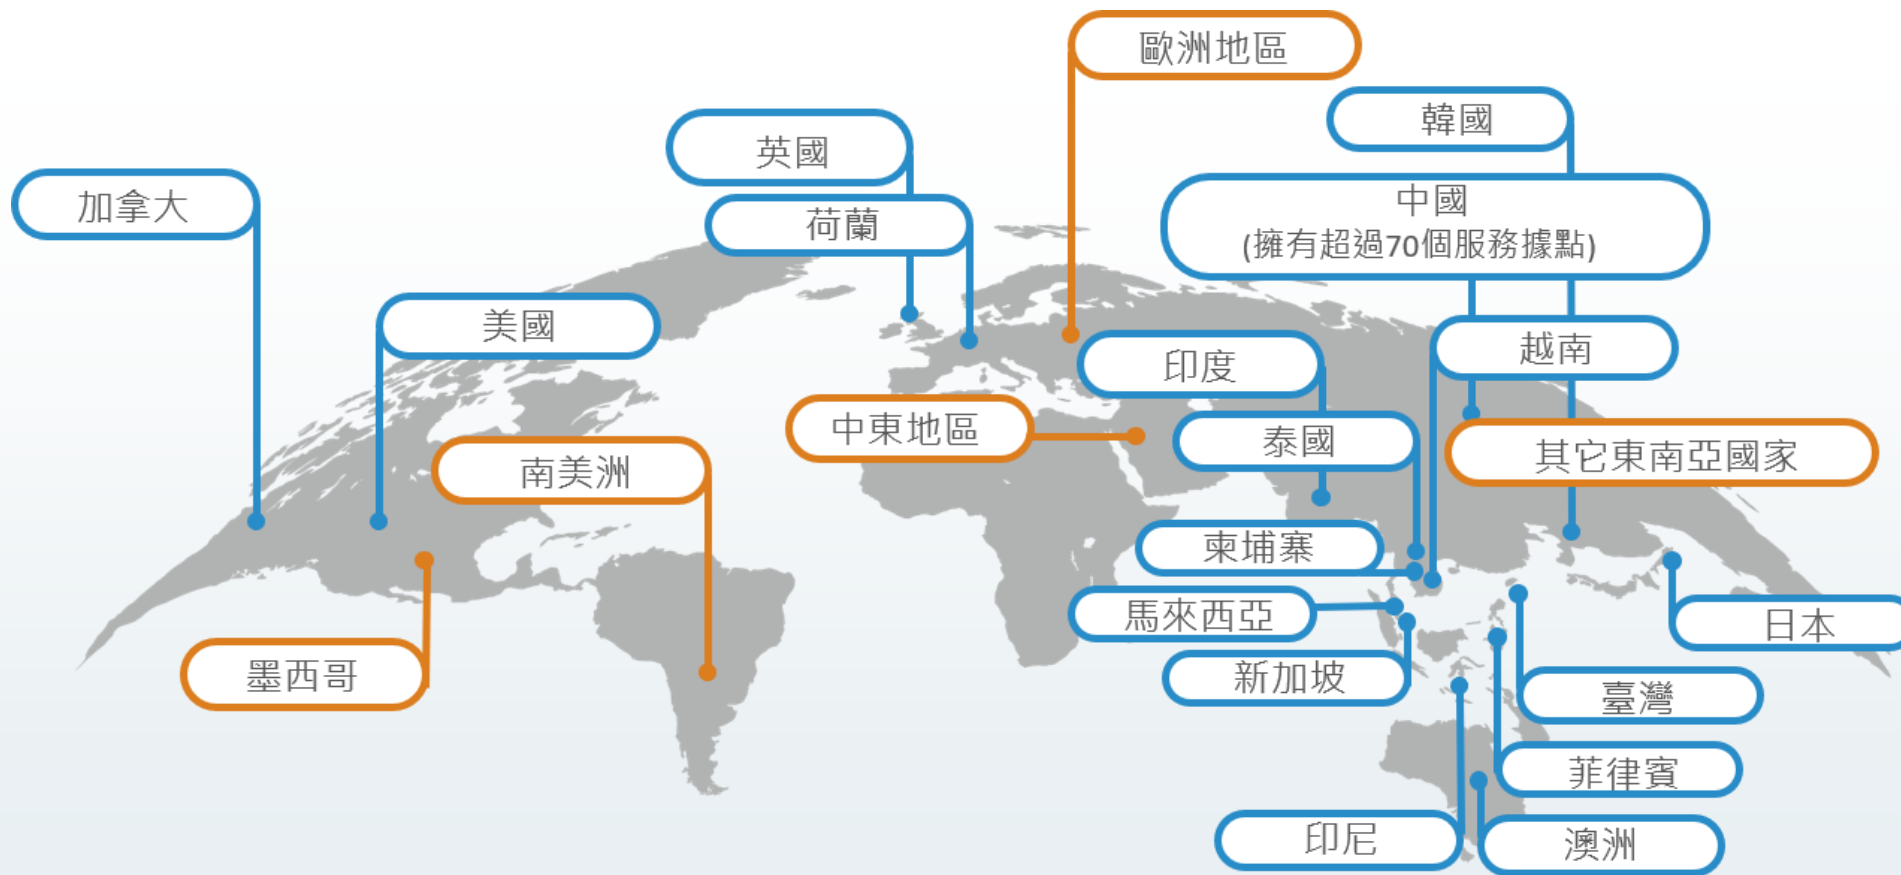 歐洲地區
韓國
英國
中國
(擁有超過70個服務據點)
加拿大
荷蘭
美國
越南
印度
中東地區
泰國
其它東南亞國家
南美洲
柬埔寨
馬來西亞
日本
墨西哥
新加坡
臺灣
菲律賓
印尼
澳洲